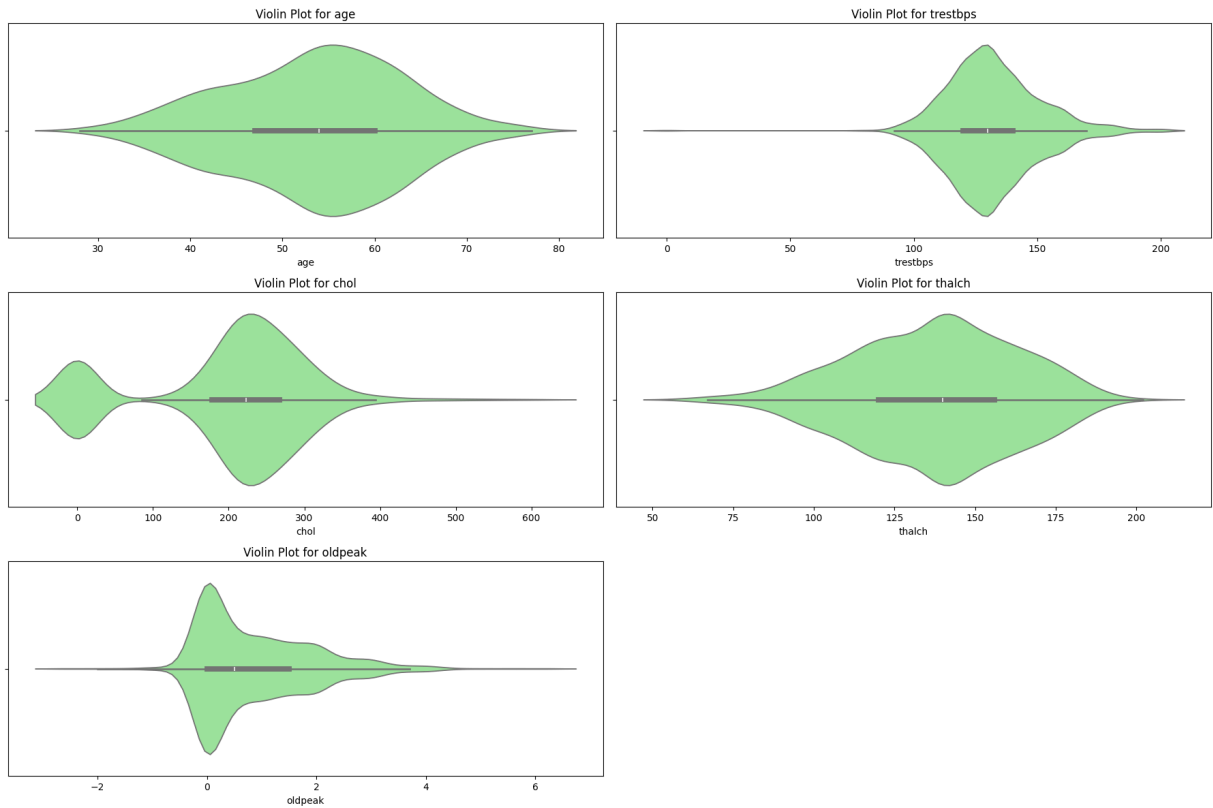 Violin Plot for age
30 40 50 60 70 80
age
Violin Plot for trestbps
0 50 100 150 200
trestbps
Violin Plot for chol
0 100 200 300 400 500 600
chol
Violin Plot for thalch
50 75 100 125 150 175 200
thalch
Violin Plot for oldpeak
−2 0 2 4 6
oldpeak